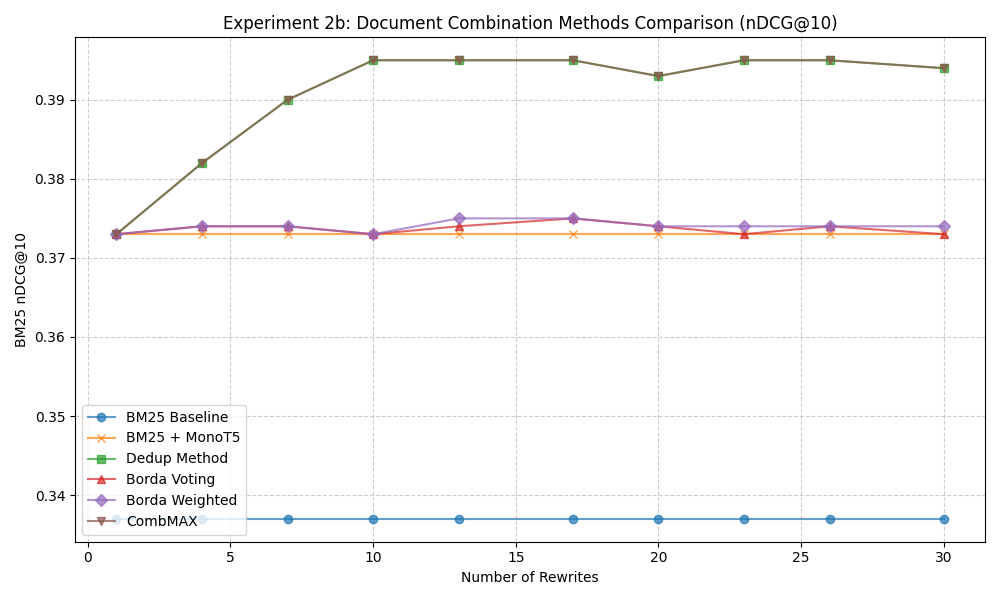 Experiment 2b: Document Combination Methods Comparison (nDCG@10)
BM25 nDCG@10
0.39
0.38
0.37
0.36
0.35
0.34
BM25 Baseline
BM25 + MonoT5
Dedup Method
Borda Voting
Borda Weighted
CombMAX
0 5 10 15 20 25 30
Number of Rewrites